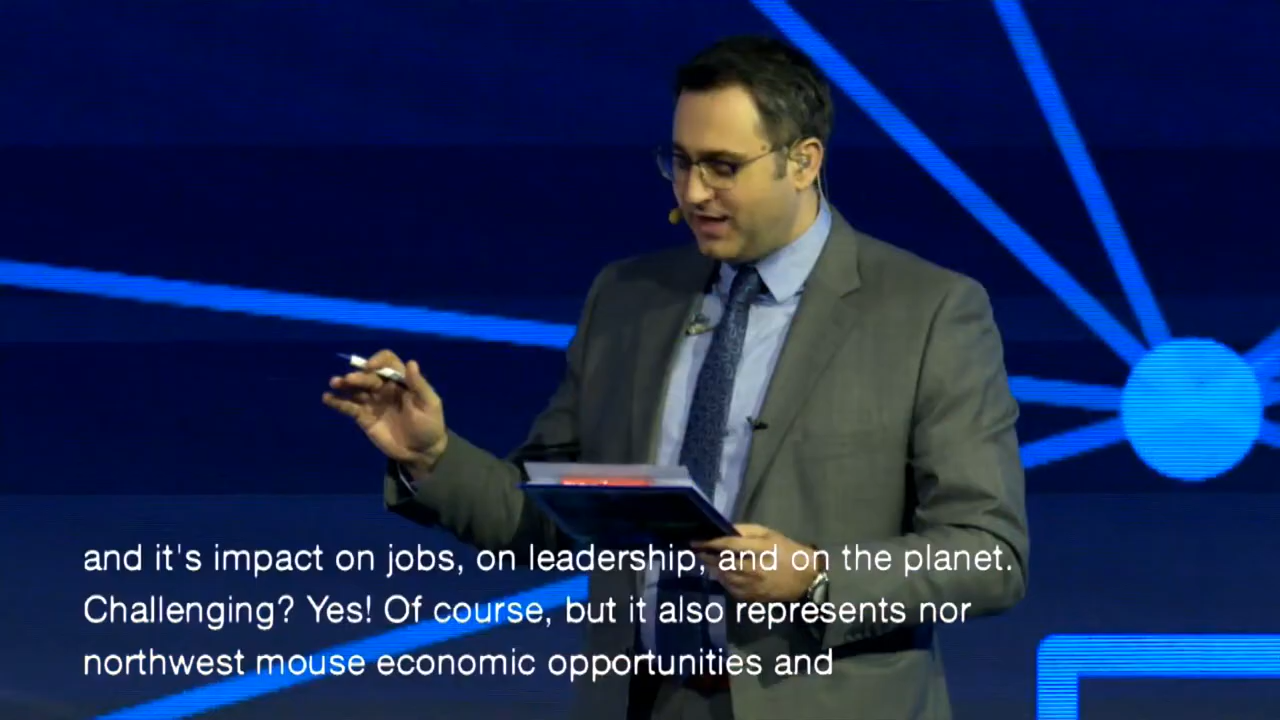 and it's impact on jobs, on leadership, and on the planet.
Challenging? Yes! Of course, but it also represents nor
northwest mouse economic opportunities and